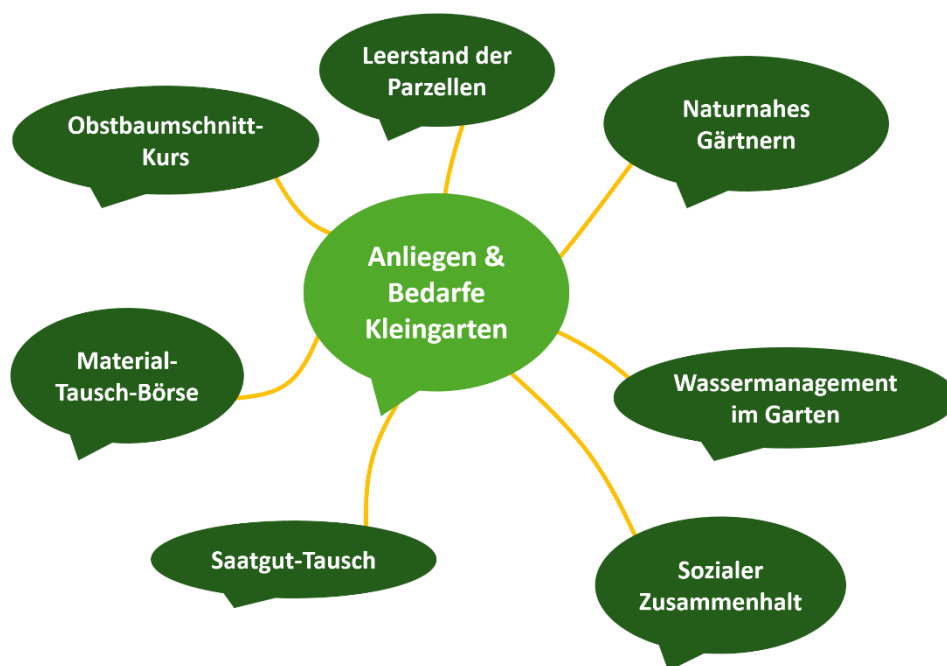 Leerstand der
Parzellen
Naturnahes
Gärtnern
Obstbaumschnitt-
Kurs
Anliegen &
Bedarfe
Kleingarten
Material-
Tausch-Börse
Wassermanagement
im Garten
Saatgut-Tausch
Sozialer
Zusammenhalt